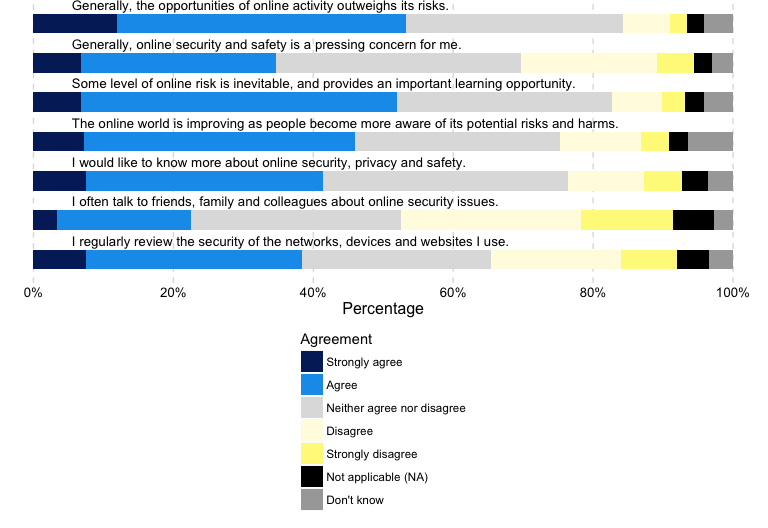 Generally, the opportunities of online activity outweighs its risks.
Generally, online security and safety is a pressing concern for me.
Some level of online risk is inevitable, and provides an important learning opportunity.
The online world is improving as people become more aware of its potential risks and harms.
I would like to know more about online security, privacy and safety.
I often talk to friends, family and colleagues about online security issues.
I regularly review the security of the networks, devices and websites I use.
0% 20% 40% 60% 80% 100%
Percentage
Agreement
Strongly agree
Agree
Neither agree nor disagree
Disagree
Strongly disagree
Not applicable (NA)
Don't know